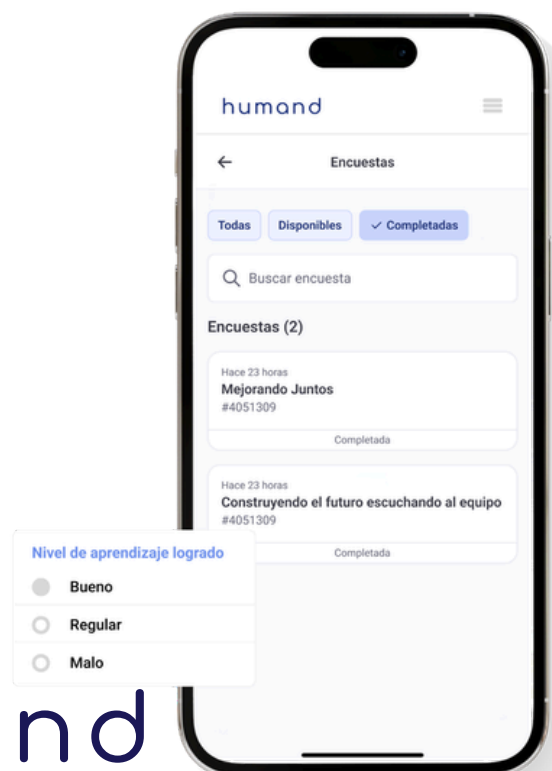 humand
Encuestas
Todas
Disponibles
✓ Completadas
Buscar encuesta
Encuestas (2)
Hace 23 horas
Mejorando Juntos
#4051309
Completada
Hace 23 horas
Construyendo el futuro escuchando al equipo
#4051309
Completada
Nivel de aprendizaje logrado
Bueno
Regular
Malo
nd